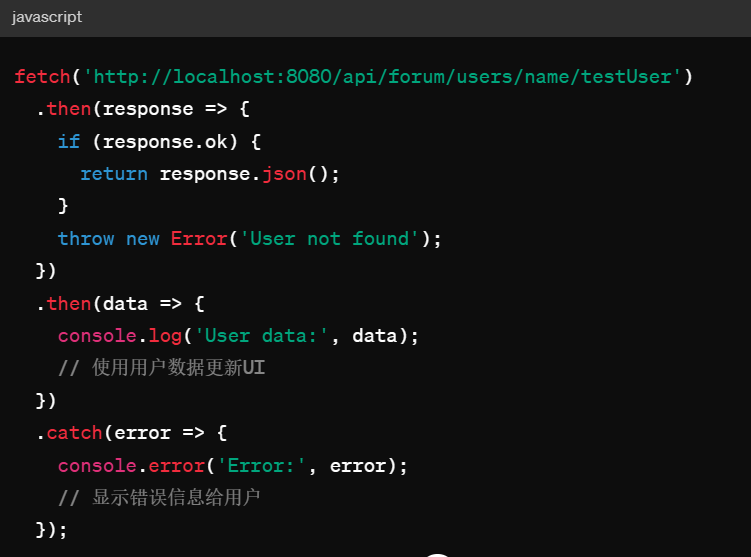 javascript
fetch('http://localhost:8080/api/forum/users/name/testUser')
  .then(response => {
    if (response.ok) {
      return response.json();
    }
    throw new Error('User not found');
  })
  .then(data => {
    console.log('User data:', data);
    // 使用用户数据更新UI
  })
  .catch(error => {
    console.error('Error:', error);
    // 显示错误信息给用户
  });